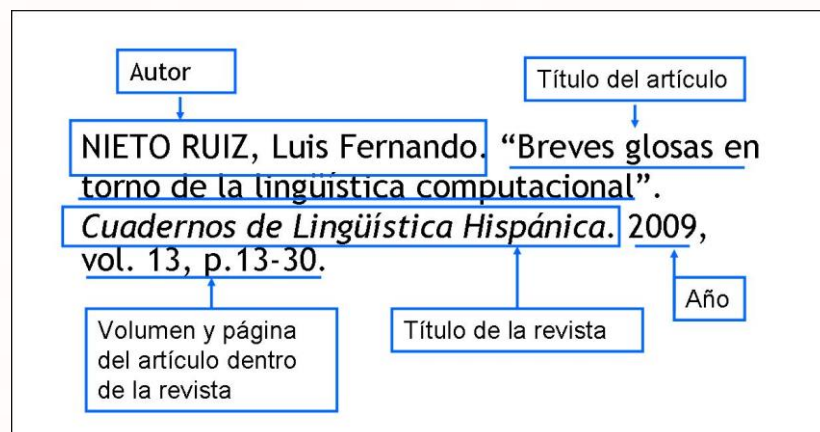 Autor
Título del artículo
NIETO RUIZ, Luis Fernando. “Breves glosas en
torno de la lingüística computacional”.
Cuadernos de Lingüística Hispánica. 2009,
vol. 13, p.13-30.
Volumen y página
del artículo dentro
de la revista
Título de la revista
Año